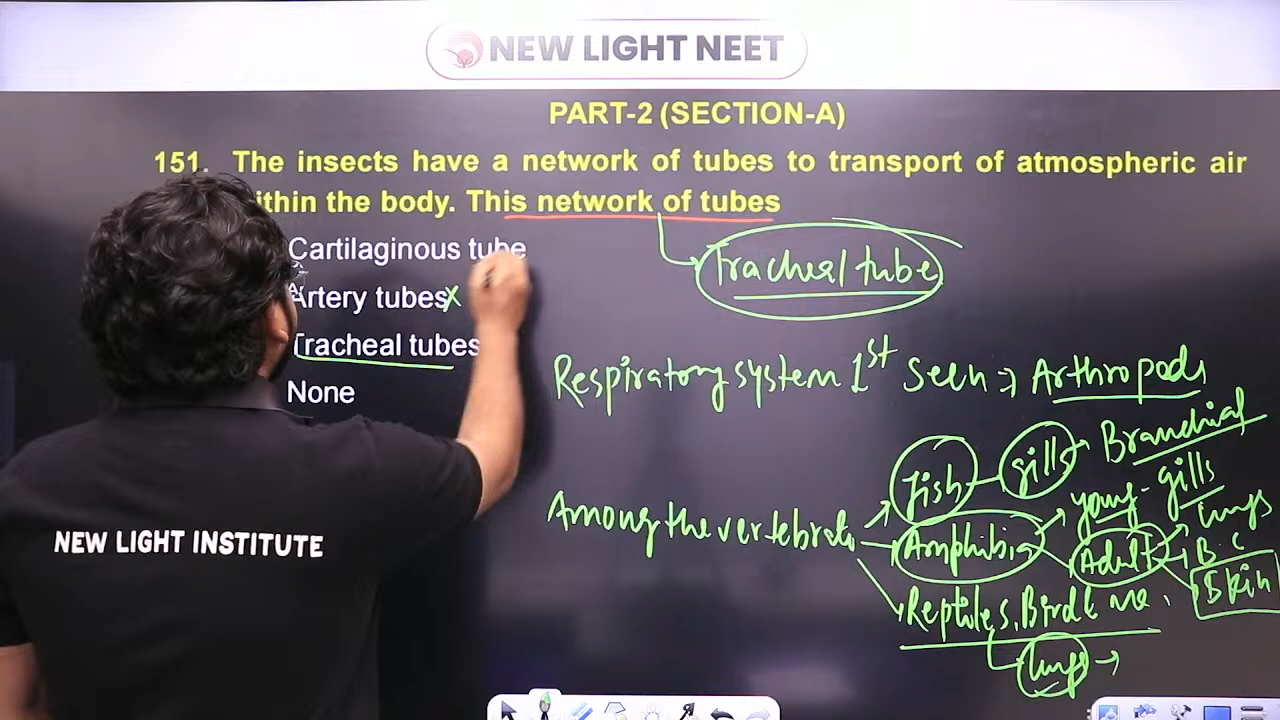 NEW LIGHT NEET
PART-2 (SECTION-A)
151. The insects have a network of tubes to transport of atmospheric air
ithin the body. This network of tubes
Cartilaginous tube
Artery tubes x
Tracheal tubes
None
Tracheal tube
Respiratory system 1st Seen → Arthropods
fish gills Branchial
Among the vertebrate
Amphibia young - gills
Adult lungs
B. C
Skin
Reptiles, Bird &
lungs →
NEW LIGHT INSTITUTE